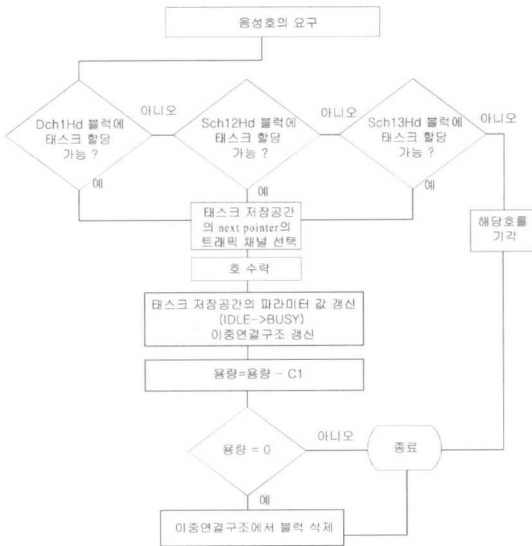 음성호의 요구
Dch1Hd 블럭에
태스크 할당
가능 ?
아니오
Sch12Hd 블럭에
태스크 할당
가능 ?
아니오
Sch13Hd 블럭에
태스크 할당
가능 ?
아니오
예
예
예
태스크 저장공간
의 next pointer의
트래픽 채널 선택
해당호를
기각
호 수락
태스크 저장공간의 파라미터 값 갱신
(IDLE->BUSY)
이중연결구조 갱신
용량=용량 - C1
용량 = 0
아니오
종료
예
이중연결구조에서 블럭 삭제